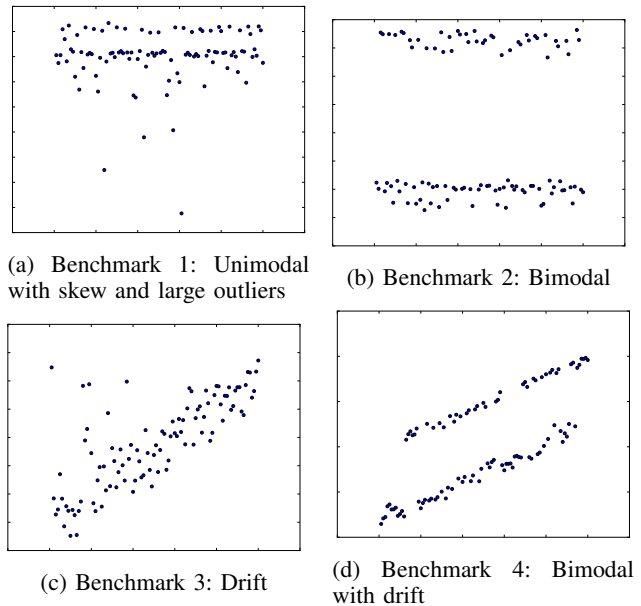 (a) Benchmark 1: Unimodal
with skew and large outliers
(b) Benchmark 2: Bimodal
(c) Benchmark 3: Drift
(d) Benchmark 4: Bimodal
with drift